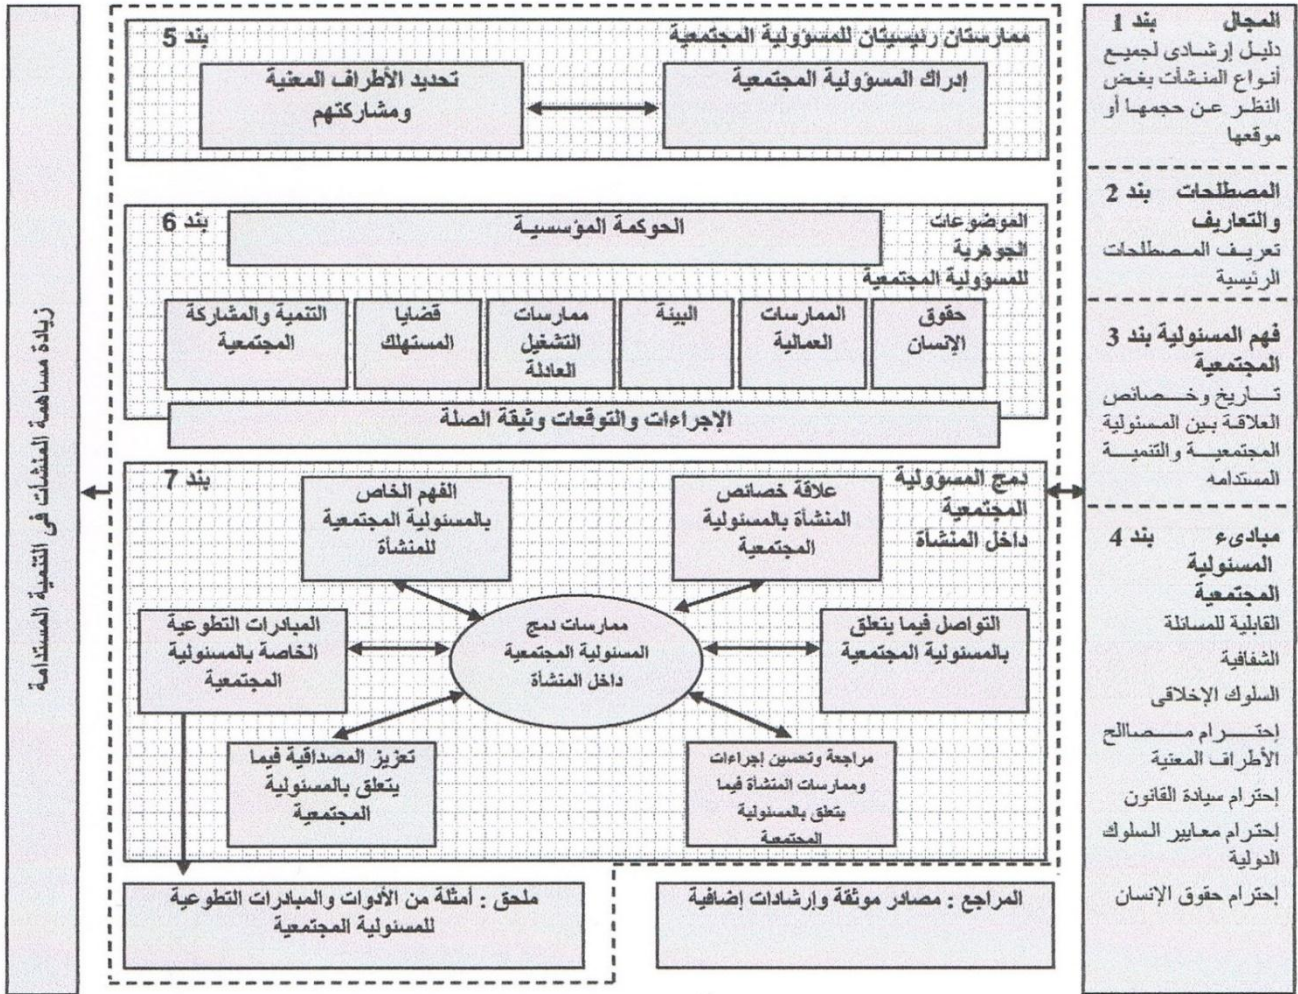 المجال بند 1
دليل إرشادى لجميع
أنواع المنشآت بغض
النظر عن حجمها أو
موقعها
المصطلحات بند 2
والتعاريف
تعريف المصطلحات
الرئيسية
فهم المسئولية بند 3
المجتمعية
تاريخ وخصائص
العلاقة بين المسئولية
المجتمعية والتنمية
المستدامه
مبادىء بند 4
المسئولية
المجتمعية
القابلية للمسائلة
الشفافية
السلوك الإخلاقى
إحترام مصاالح
الأطراف المعنية
إحترام سيادة القانون
إحترام معايير السلوك
الدولية
إحترام حقوق الإنسان
ممارستان رئيسيتان للمسؤولية المجتمعية بند 5
إدراك المسؤولية المجتمعية
تحديد الأطراف المعنية
ومشاركتهم
الموضوعات
الجوهرية
للمسؤولية المجتمعية
بند 6
الحوكمة المؤسسية
حقوق
الإنسان
الممارسات
العمالية
البيئة
ممارسات
التشغيل
العادلة
قضايا
المستهلك
التنمية والمشاركة
المجتمعية
الإجراءات والتوقعات وثيقة الصلة
دمج المسؤولية
المجتمعية
داخل المنشأة
بند 7
علاقة خصائص
المنشأة بالمسئولية
المجتمعية
الفهم الخاص
بالمسئولية المجتمعية
للمنشأة
التواصل فيما يتعلق
بالمسئولية المجتمعية
ممارسات دمج
المسئولية المجتمعية
داخل المنشأة
المبادرات التطوعية
الخاصة بالمسئولية
المجتمعية
مراجعة وتحسين إجراءات
وممارسات المنشأة فيما
يتعلق بالمسئولية
المجتمعية
تعزيز المصداقية فيما
يتعلق بالمسئولية
المجتمعية
المراجع : مصادر موثقة وإرشادات إضافية
ملحق : أمثلة من الأدوات والمبادرات التطوعية
للمسئولية المجتمعية
زيادة مساهمة المنشآت فى التنمية المستدامة